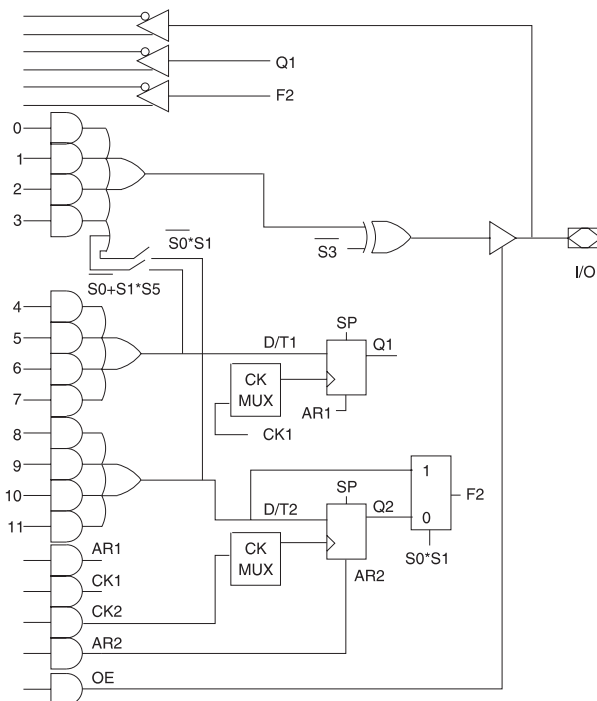 Q1
F2
0
1
2
3
S0*S1
S3
I/O
S0+S1*S5
4
5
6
7
SP
D/T1
Q1
CK
MUX
AR1
CK1
8
9
10
11
SP
1
F2
D/T2
Q2
0
CK
MUX
S0*S1
AR2
AR1
CK1
CK2
AR2
OE